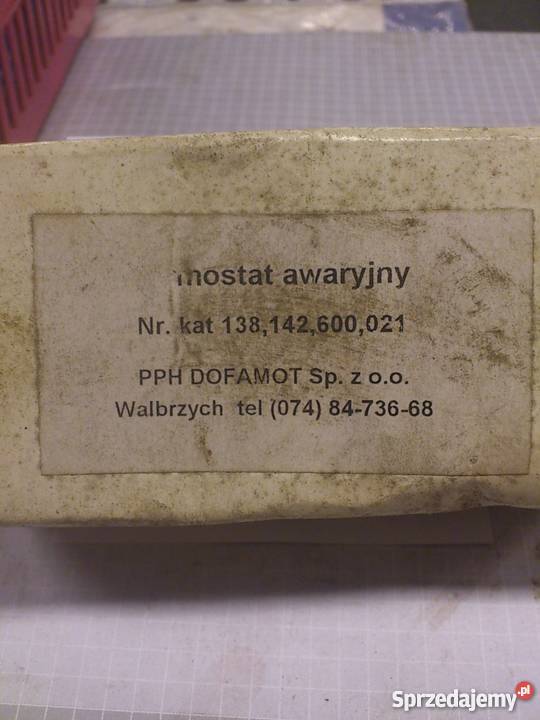 mostat awaryjny
Nr. kat 138,142,600,021
PPH DOFAMOT Sp. z o.o.
Walbrzych tel (074) 84-736-68
Sprzedajemy.pl